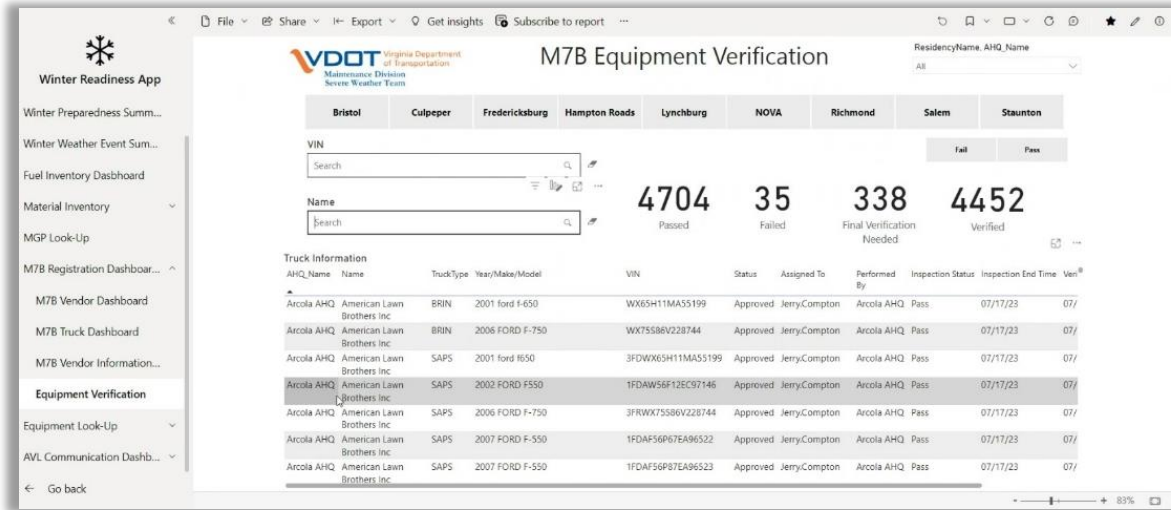 File Share Export Get insights Subscribe to report ...
Winter Readiness App
Winter Preparedness Summ...
Winter Weather Event Sum...
Fuel Inventory Dasbhoard
Material Inventory
MGP Look-Up
M7B Registration Dashboar...
M7B Vendor Dashboard
M7B Truck Dashboard
M7B Vendor Information...
Equipment Verification
Equipment Look-Up
AVL Communication Dashb...
Go back
VDOT Virginia Department
of Transportation
Maintenance Division
Severe Weather Team
M7B Equipment Verification
ResidencyName, AHQ_Name
All
Bristol Culpeper Fredericksburg Hampton Roads Lynchburg NOVA Richmond Salem Staunton
VIN
Search
Name
Search
Fail Pass
4704 35 338 4452
Passed Failed Final Verification Verified
Needed
Truck Information
AHQ_Name Name TruckType Year/Make/Model VIN Status Assigned To Performed Inspection Status Inspection End Time Veri
By
Arcola AHQ American Lawn BRIN 2001 ford f-650 WX65H11MA55199 Approved Jerry.Compton Arcola AHQ Pass 07/17/23 07/
Brothers Inc
Arcola AHQ American Lawn BRIN 2006 FORD F-750 WX75S86V228744 Approved Jerry.Compton Arcola AHQ Pass 07/17/23 07/
Brothers Inc
Arcola AHQ American Lawn SAPS 2001 ford f650 3FDWX65H11MA55199 Approved Jerry.Compton Arcola AHQ Pass 07/17/23 07/
Brothers Inc
Arcola AHQ American Lawn SAPS 2002 FORD F550 1FDAW56F12EC97146 Approved Jerry.Compton Arcola AHQ Pass 07/17/23 07/
Brothers Inc
Arcola AHQ American Lawn SAPS 2006 FORD F-750 3FRWX75S86V228744 Approved Jerry.Compton Arcola AHQ Pass 07/17/23 07/
Brothers Inc
Arcola AHQ American Lawn SAPS 2007 FORD F-550 1FDAF56P67EA96522 Approved Jerry.Compton Arcola AHQ Pass 07/17/23 07/
Brothers Inc
Arcola AHQ American Lawn SAPS 2007 FORD F-550 1FDAF56P87EA96523 Approved Jerry.Compton Arcola AHQ Pass 07/17/23 07/
Brothers Inc
- + 83%